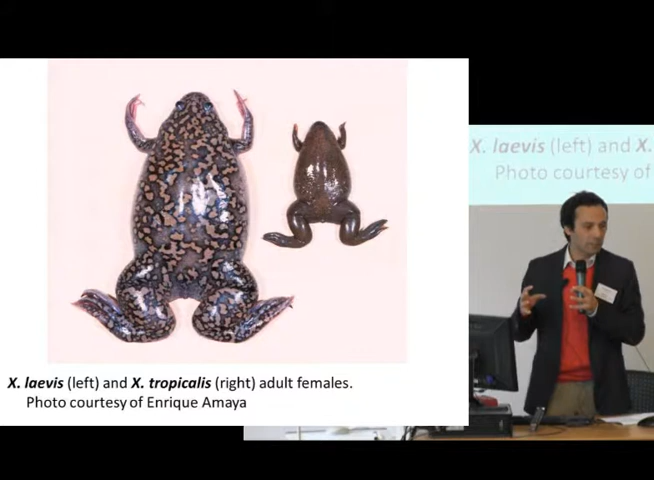 X. laevis (left) and X. tropicalis (right) adult females.
Photo courtesy of Enrique Amaya
X. laevis (left) and X.
Photo courtesy of